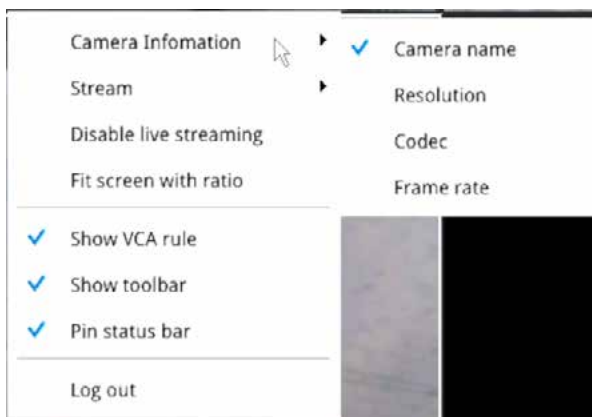 Camera Infomation
Stream
Disable live streaming
Fit screen with ratio
Show VCA rule
Show toolbar
Pin status bar
Log out
Camera name
Resolution
Codec
Frame rate